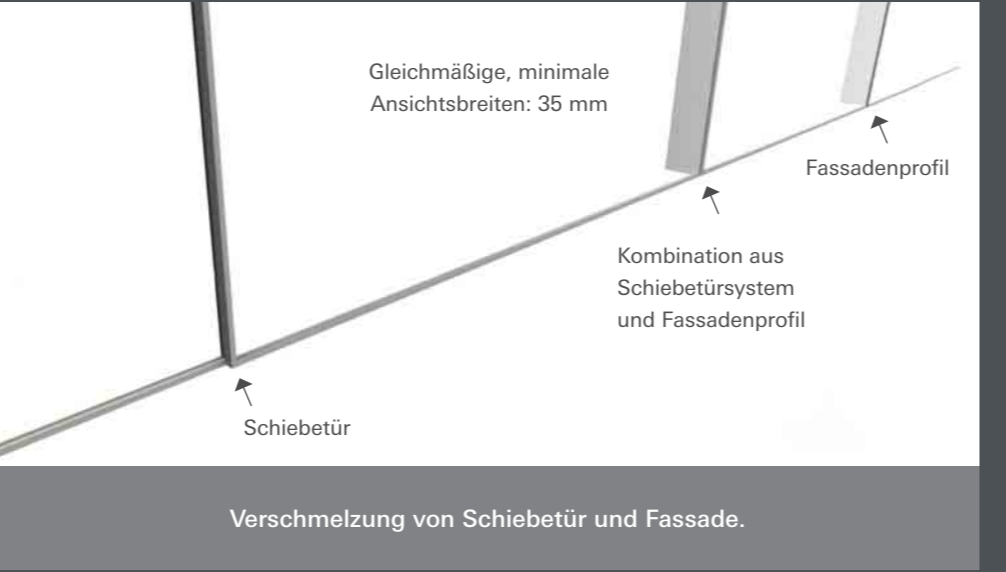 Gleichmäßige, minimale
Ansichtsbreiten: 35 mm
Fassadenprofil
Kombination aus
Schiebetürsystem
und Fassadenprofil
Schiebetür
Verschmelzung von Schiebetür und Fassade.